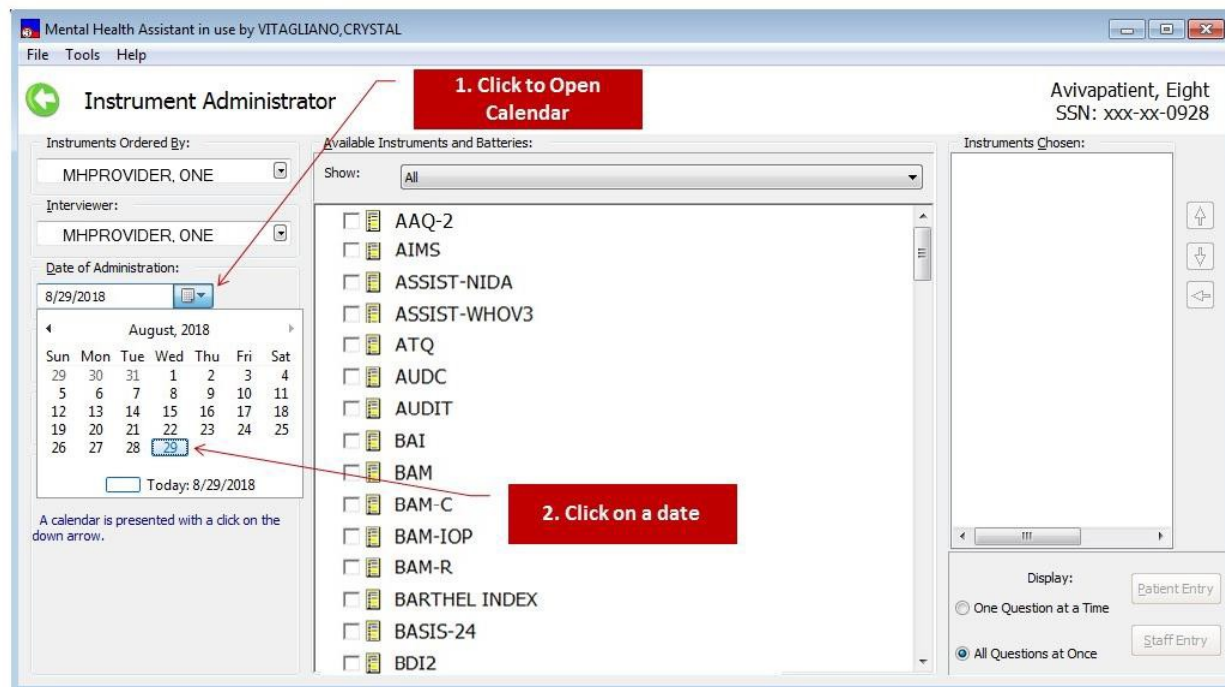 Mental Health Assistant in use by VITAGLIANO,CRYSTAL
File Tools Help
Instrument Administrator
1. Click to Open
Calendar
Avivapatient, Eight
SSN: xxx-xx-0928
Instruments Ordered By:
MHPROVIDER, ONE
Interviewer:
MHPROVIDER, ONE
Date of Administration:
8/29/2018
August, 2018
Sun Mon Tue Wed Thu Fri Sat
29 30 31 1 2 3 4
5 6 7 8 9 10 11
12 13 14 15 16 17 18
19 20 21 22 23 24 25
26 27 28 29
Today: 8/29/2018
A calendar is presented with a click on the
down arrow.
Available Instruments and Batteries:
Show: All
AAQ-2
AIMS
ASSIST-NIDA
ASSIST-WHOV3
ATQ
AUDC
AUDIT
BAI
BAM
BAM-C
BAM-IOP
BAM-R
BARTHEL INDEX
BASIS-24
BDI2
2. Click on a date
Instruments Chosen:
Display:
One Question at a Time
All Questions at Once
Patient Entry
Staff Entry